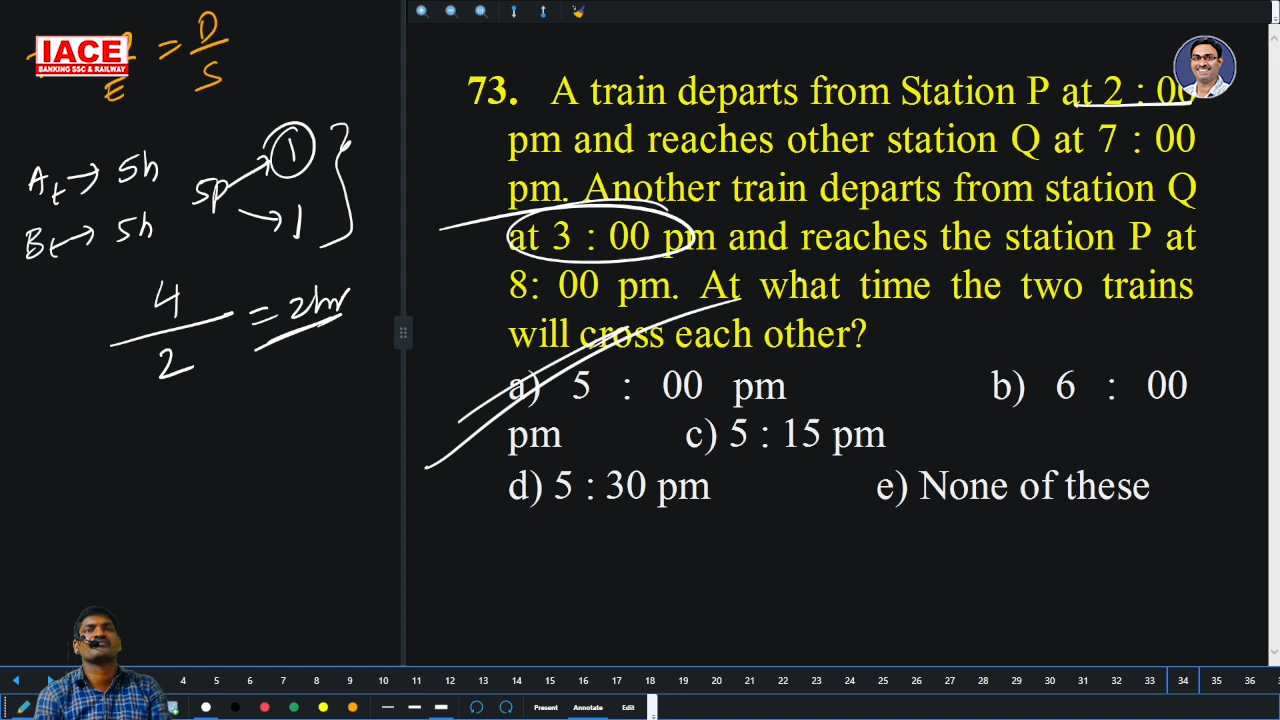 = D
E S
IACE
BANKING SSC & RAILWAY
At → 5h
Bt → 5h
SP
1
1
4
2
= 2hr
73. A train departs from Station P at 2 : 00
pm and reaches other station Q at 7 : 00
pm. Another train departs from station Q
at 3 : 00 pm and reaches the station P at
8: 00 pm. At what time the two trains
will cross each other?
a) 5 : 00 pm b) 6 : 00
pm c) 5 : 15 pm
d) 5 : 30 pm e) None of these
4 5 6 7 8 9 10 11 12 13 14 15 16 17 18 19 20 21 22 23 24 25 26 27 28 29 30 31 32 33 34 35 36
Present Annotate Edit